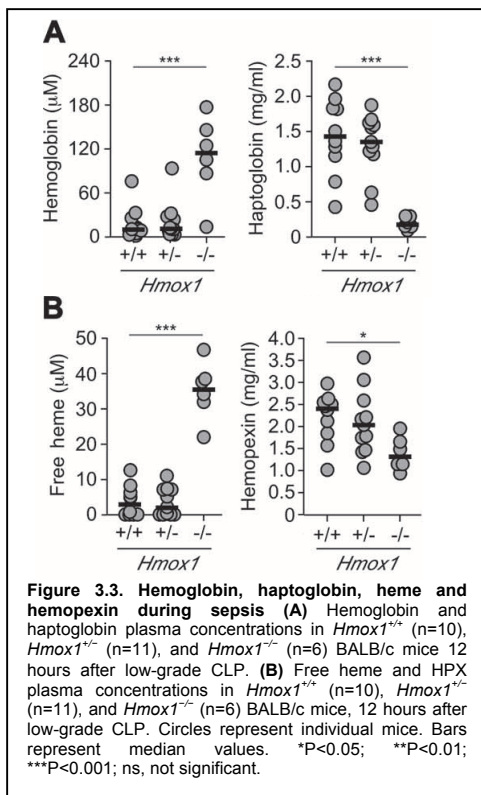 A
Hemoglobin (µM)
240
180
120
60
0
***
+/+ +/- -/-
Hmox1
Haptoglobin (mg/ml)
2.5
2.0
1.5
1.0
0.5
0
***
+/+ +/- -/-
Hmox1
B
Free heme (µM)
50
40
30
20
10
0
***
+/+ +/- -/-
Hmox1
Hemopexin (mg/ml)
4.0
3.5
3.0
2.5
2.0
1.5
1.0
0.5
0
*
+/+ +/- -/-
Hmox1
Figure 3.3. Hemoglobin, haptoglobin, heme and
hemopexin during sepsis (A) Hemoglobin and
haptoglobin plasma concentrations in Hmox1+/+ (n=10),
Hmox1+/− (n=11), and Hmox1−/− (n=6) BALB/c mice 12
hours after low-grade CLP. (B) Free heme and HPX
plasma concentrations in Hmox1+/+ (n=10), Hmox1+/−
(n=11), and Hmox1−/− (n=6) BALB/c mice, 12 hours after
low-grade CLP. Circles represent individual mice. Bars
represent median values. *P<0.05; **P<0.01;
***P<0.001; ns, not significant.